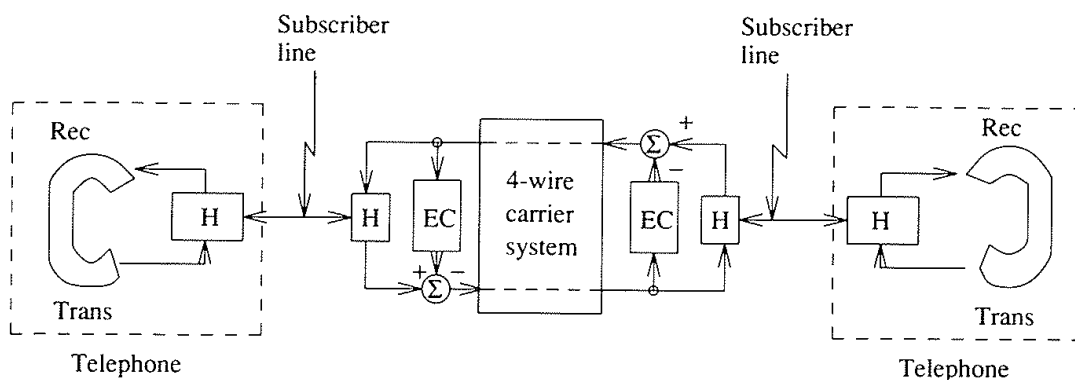 Subscriber
line
Subscriber
line
Rec
Rec
+
Σ
−
4-wire
carrier
system
H
H
EC
EC
H
H
+
−
Σ
Trans
Trans
Telephone
Telephone